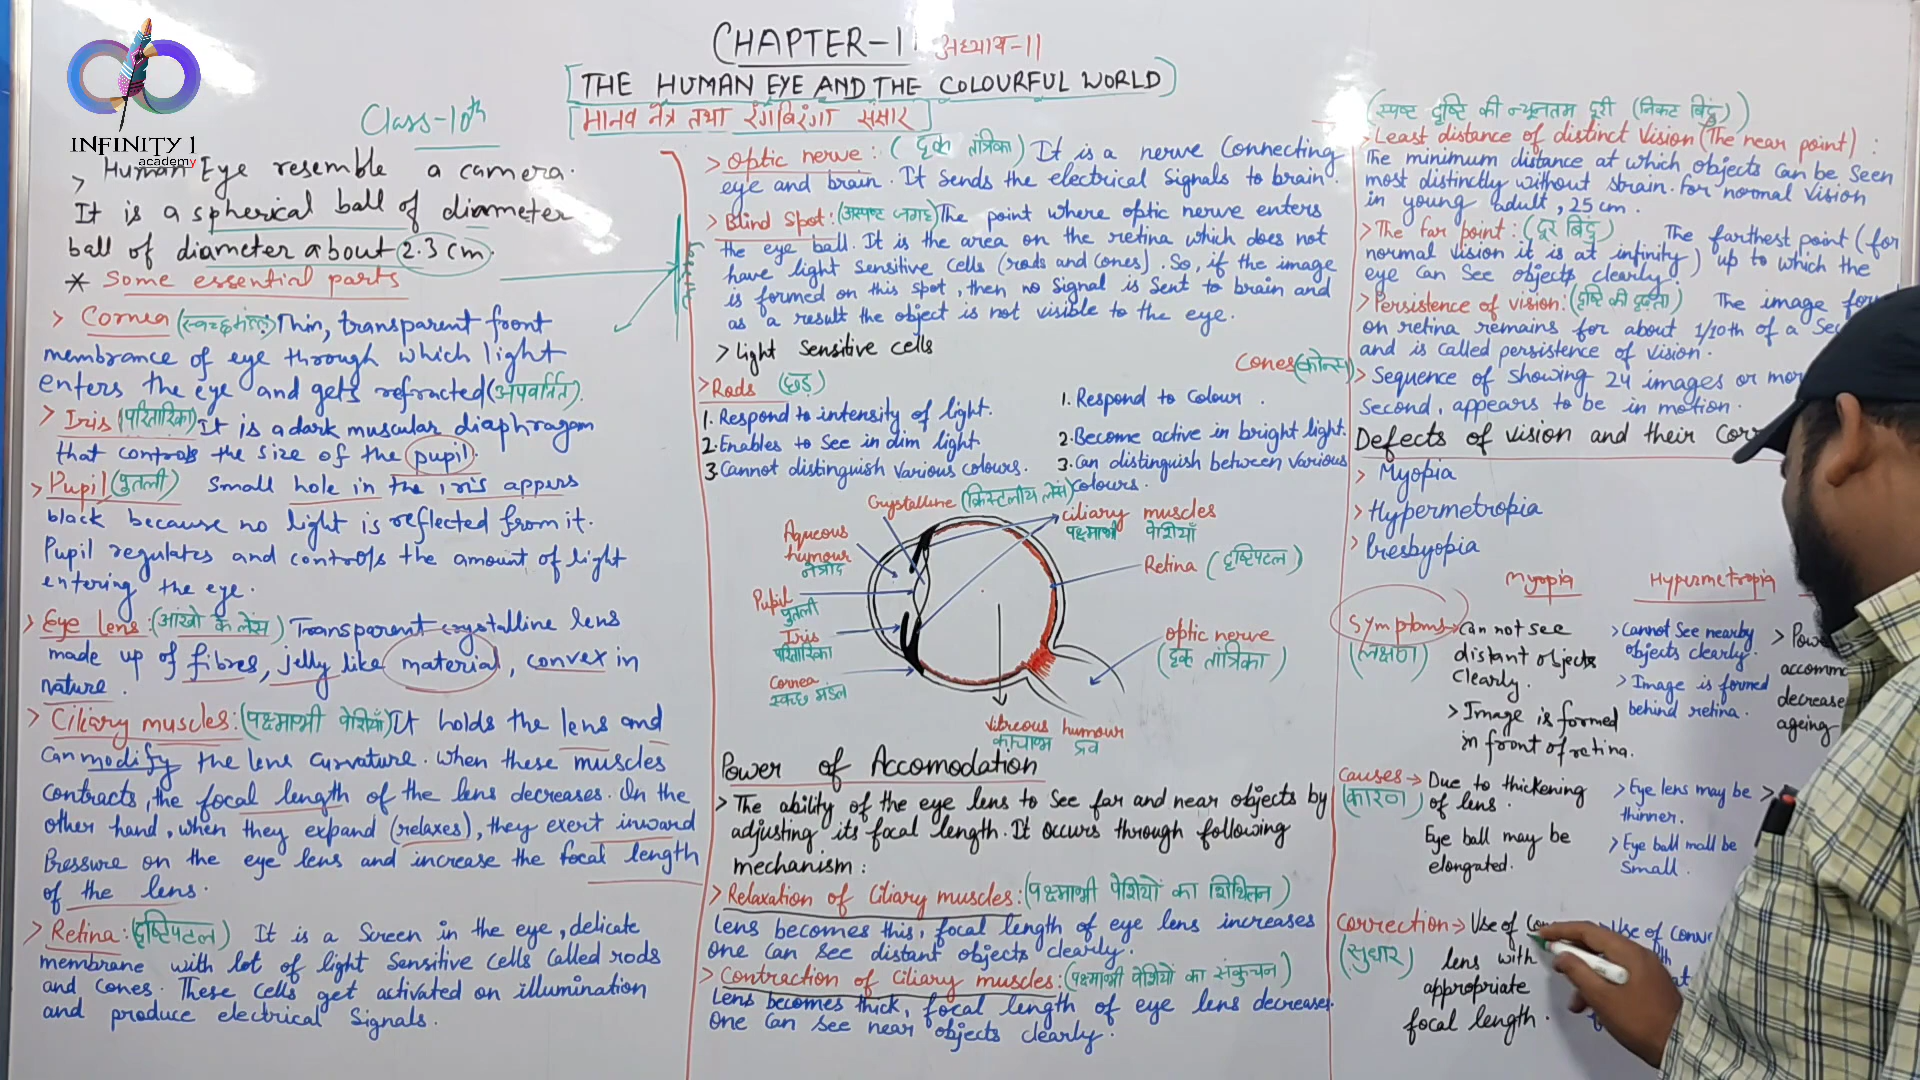 CHAPTER-11 अध्याय-11
THE HUMAN EYE AND THE COLOURFUL WORLD
मानव नेत्र तथा रंगबिरंगा संसार
INFINITY 1
academy
Class-10th
> Human Eye resemble a camera.
It is a spherical ball of diameter
ball of diameter about 2.3 cm.
* Some essential parts
> Cornea (स्वच्छ मंडल) Thin, transparent front
membrance of eye through which light
enters the eye and gets refracted (अपवर्तित).
> Iris (परितारिका) It is a dark muscular diaphragm
that controls the size of the pupil.
> Pupil (पुतली) Small hole in the iris appers
black because no light is reflected from it.
Pupil regulates and controls the amount of light
entering the eye.
> Eye lens: (आंखो के लेंस) Transparent crystalline lens
made up of fibres, jelly like material, convex in
nature.
> Ciliary muscles: (पक्ष्माभी पेशियाँ) It holds the lens and
Can modify the lens curvature. When these muscles
contracts, the focal length of the lens decreases. On the
other hand, when they expand (relaxes), they exert inward
Pressure on the eye lens and increase the focal length
of the lens.
> Retina: (दृष्टिपटल) It is a Screen in the eye, delicate
membrane with lot of light Sensitive Cells Called rods
and cones. These Cells get activated on illumination
and produce electrical Signals.
> Optic nerve: (दृक तंत्रिका) It is a nerve Connecting
eye and brain. It Sends the electrical Signals to brain.
> Blind Spot: (अस्पष्ट जगह) The point where optic nerve enters
the eye ball. It is the area on the retina which does not
have light Sensitive Cells (rods and cones). So, if the image
is formed on this spot, then no Signal is Sent to brain and
as a result the object is not visible to the eye.
> light Sensitive cells
> Rods (छड़)
1. Respond to intensity of light.
2. Enables to See in dim light
3. Cannot distinguish various colours.
Cones (कोन्स)
1. Respond to Colour.
2. Become active in bright light.
3. Can distinguish between various
Colours.
Crystalline (क्रिस्टलीय लेंस)
Aqueous
humour
नेत्रोद
Pupil
पुतली
Iris
परितारिका
Cornea
स्वच्छ मंडल
Ciliary muscles
पक्ष्माभी पेशियाँ
Retina (दृष्टिपटल)
Optic nerve
(दृक तांत्रिका)
Vitreous humour
काचाभ द्रव
Power of Accomodation
> The ability of the eye lens to see far and near objects by
adjusting its focal length. It occurs through following
mechanism:
> Relaxation of Ciliary muscles: (पक्ष्माभी पेशियों का शिथिलन)
Lens becomes this, focal length of eye lens increases
one can see distant objects clearly.
> Contraction of Ciliary muscles: (पक्ष्माभी पेशियों का संकुचन)
Lens becomes thick, focal length of eye lens decreases.
One Can See near objects clearly.
(स्पष्ट दृष्टि की न्यूनतम दूरी (निकट बिंदु))
> Least distance of distinct Vision (The near point):
The minimum distance at which objects can be seen
most distinctly without strain. for normal vision
in young adult, 25 cm.
> The far point: (दूर बिंदु) The farthest point (for
normal vision it is at infinity) up to which the
eye can See objects clearly.
> Persistence of vision: (दृष्टि की दृढ़ता) The image
on retina remains for about 1/10th of a
and is called persistence of vision.
> Sequence of Showing 24 images or
Second, appears to be in motion.
Defects of vision and their
> Myopia
> Hypermetropia
> Presbyopia
Myopia Hypermetropia
Symptoms→
(लक्षण)
Can not see
distant objects
clearly.
> Image is formed
in front of retina.
> Cannot See nearby
objects clearly.
> Image is formed
behind retina.
decrease
ageing
Causes →
(कारण)
Due to thickening
of lens.
Eye ball may be
elongated.
> Eye lens may be
thinner.
> Eye ball mall be
Small.
Correction→
(सुधार)
Use of
lens with
appropriate
focal length.
Use of